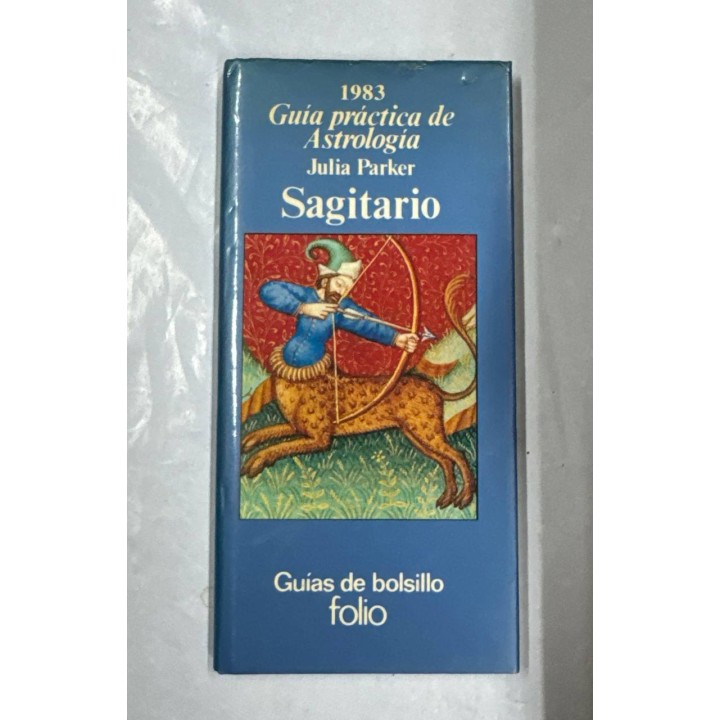 1983
Guía práctica de
Astrología
Julia Parker
Sagitario
Guías de bolsillo
folio